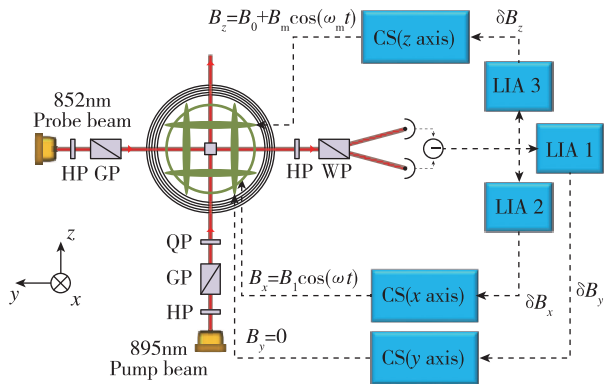 B_z=B_0+B_m cos(ω_m t)
CS(z axis)
δB_z
LIA 3
852nm
Probe beam
HP GP
HP WP
LIA 1
LIA 2
QP
GP
HP
z
y
x
B_x=B_1cos(ωt)
CS(x axis)
δB_x
δB_y
B_y=0
CS(y axis)
895nm
Pump beam